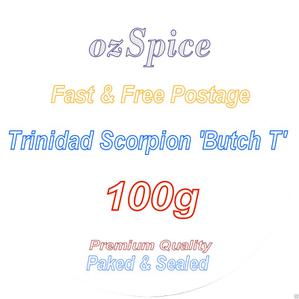 ozSpice
Fast & Free Postage
Trinidad Scorpion 'Butch T'
100g
Premium Quality
Paked & Sealed